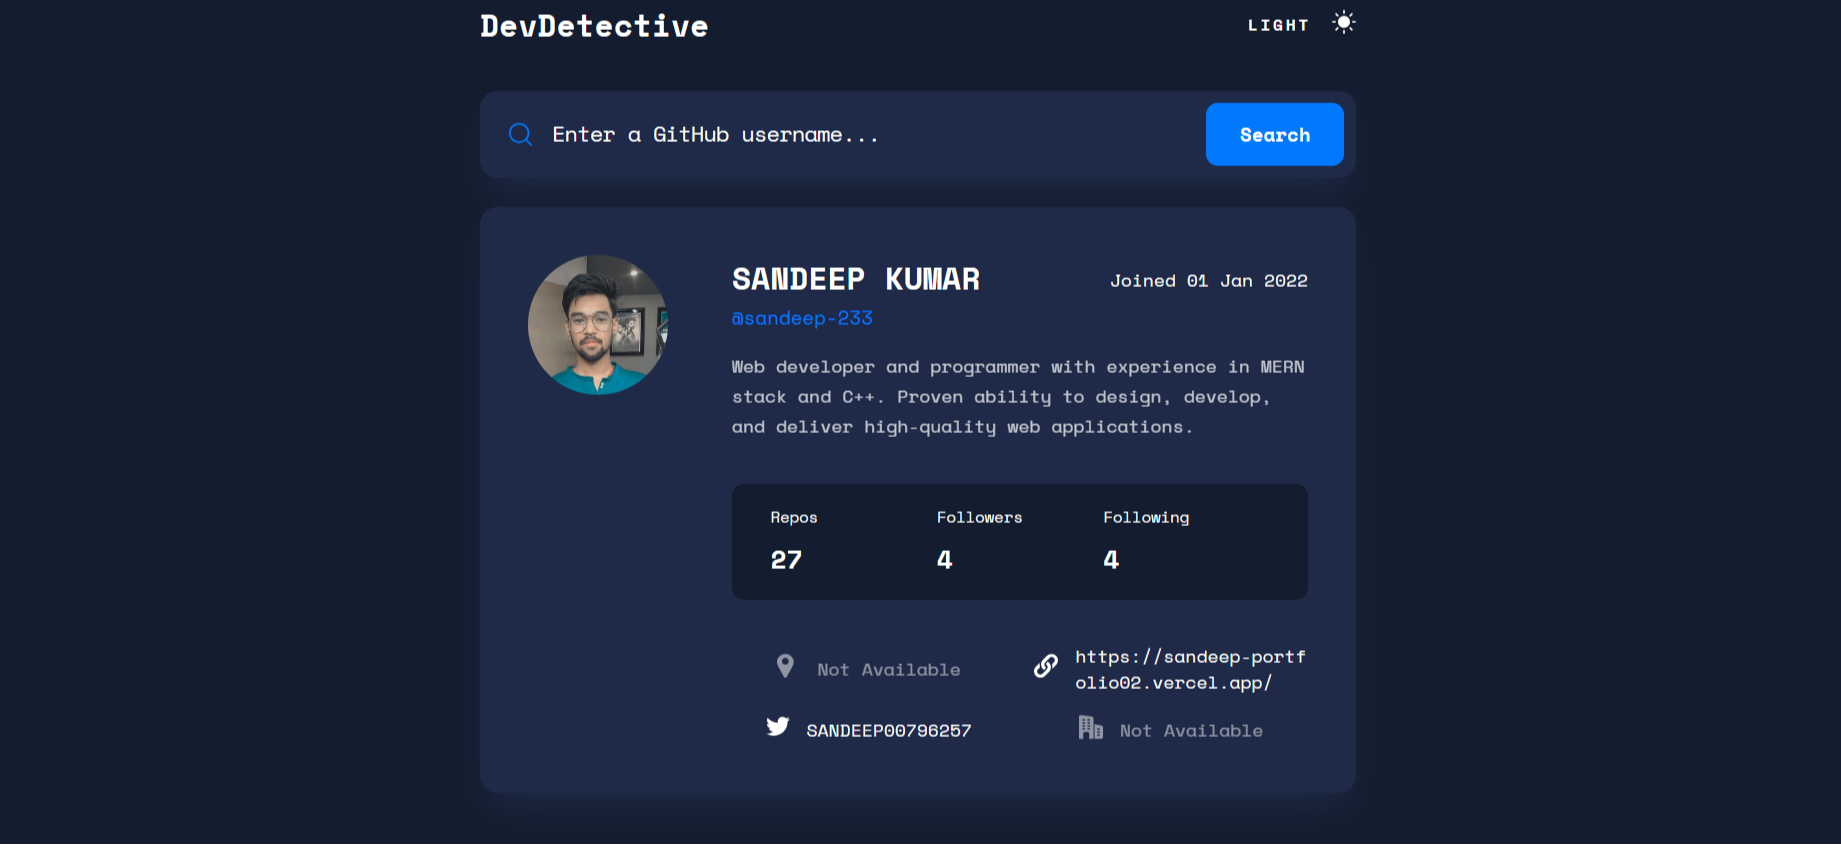 DevDetective
LIGHT
Enter a GitHub username...
Search
SANDEEP KUMAR
Joined 01 Jan 2022
@sandeep-233
Web developer and programmer with experience in MERN
stack and C++. Proven ability to design, develop,
and deliver high-quality web applications.
Repos
Followers
Following
27
4
4
Not Available
https://sandeep-portf
olio02.vercel.app/
SANDEEP00796257
Not Available